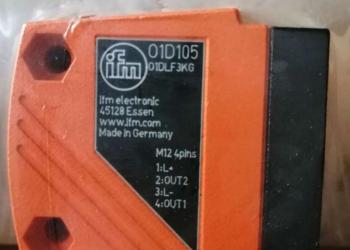 ifm
O1D105
O1DLF3KG
ifm electronic
45128 Essen
www.ifm.com
Made in Germany
M12 4pins
1:L+
2:OUT2
3:L-
4:OUT1